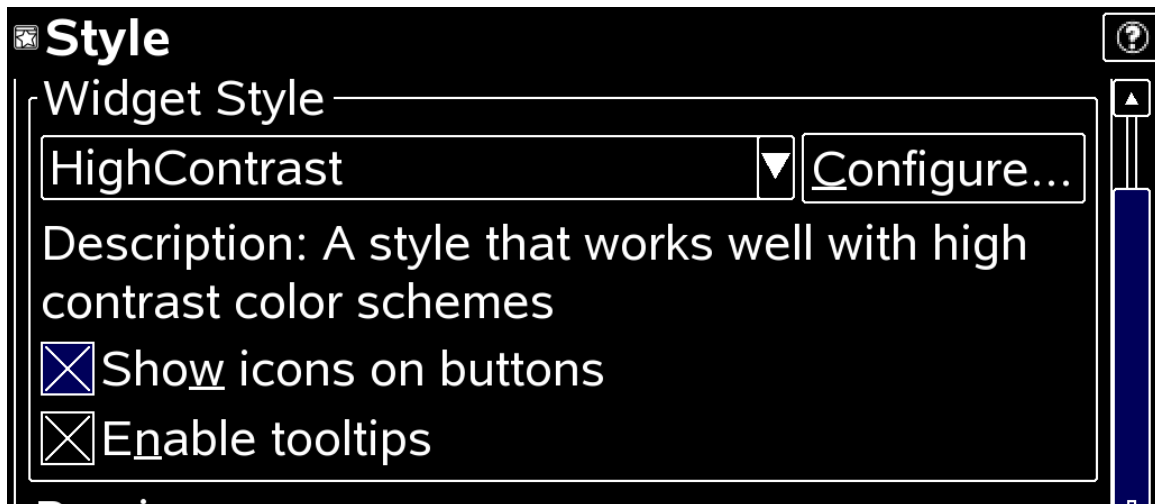 Style
Widget Style
HighContrast
Configure...
Description: A style that works well with high
contrast color schemes
Show icons on buttons
Enable tooltips